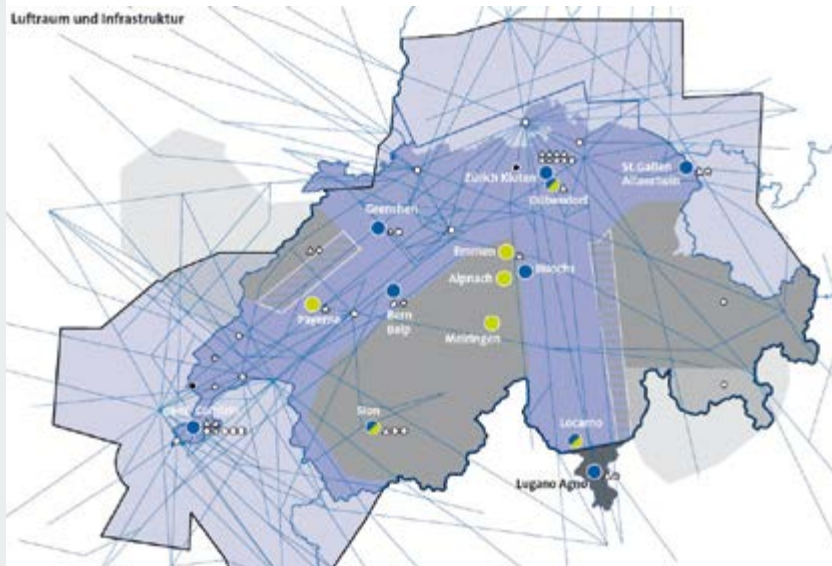 Luftraum und Infrastruktur
Zürich Kloten
St.Gallen
Altenrhein
Dübendorf
Grenchen
Emmen
Buochs
Alpnach
Payerne
Bern
Belp
Meiringen
Sion
Locarno
Lugano Agno